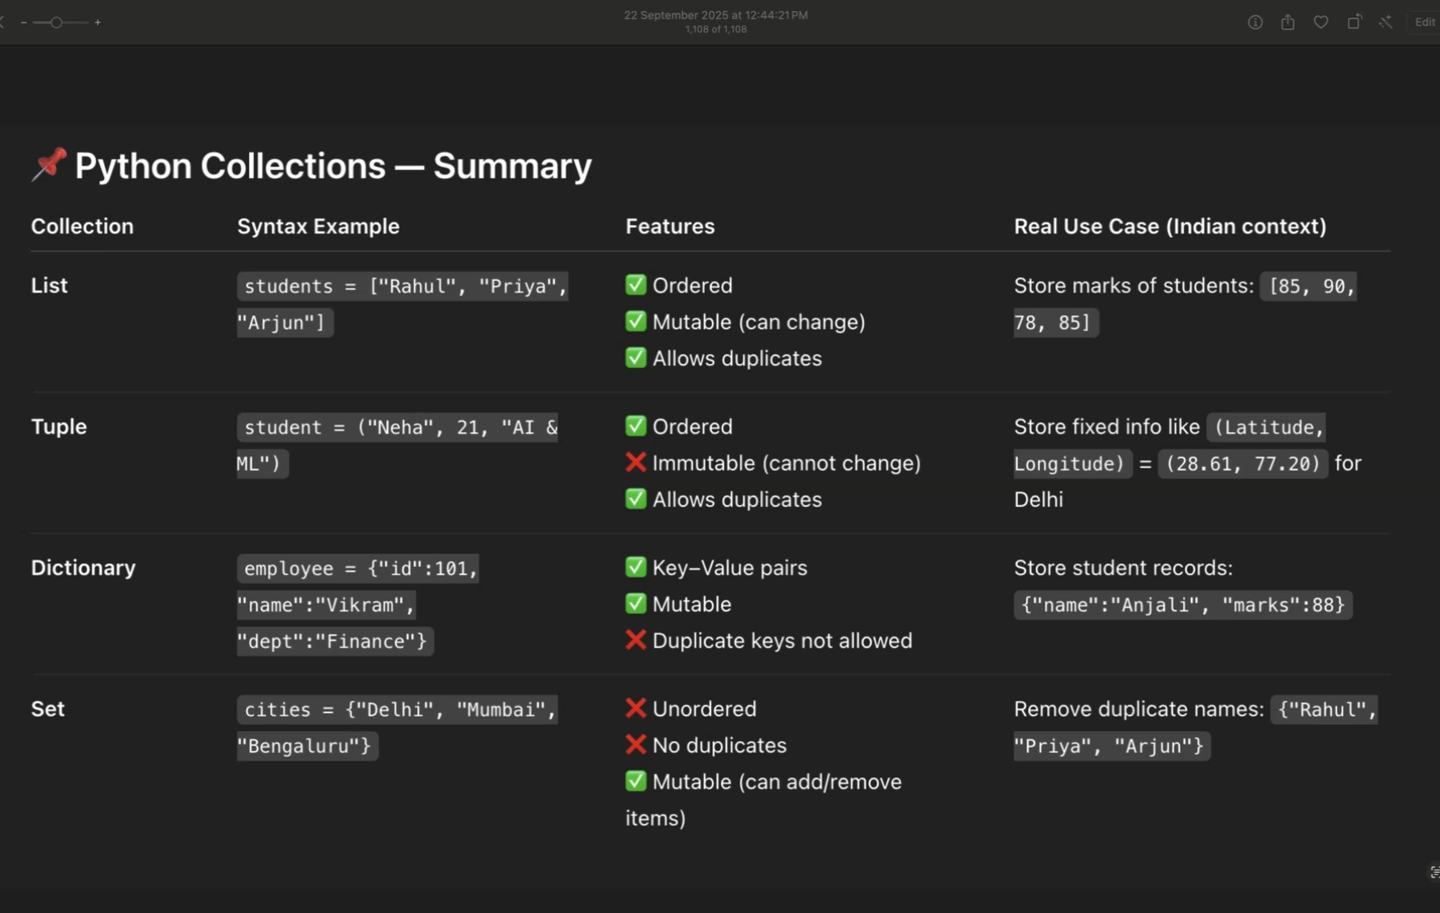 22 September 2025 at 12:44:21 PM
1,108 of 1,108
Edit
📌 Python Collections — Summary
Collection Syntax Example Features Real Use Case (Indian context)
List
students = ["Rahul", "Priya",
"Arjun"]
✅ Ordered
✅ Mutable (can change)
✅ Allows duplicates
Store marks of students: [85, 90,
78, 85]
Tuple
student = ("Neha", 21, "AI &
ML")
✅ Ordered
❌ Immutable (cannot change)
✅ Allows duplicates
Store fixed info like (Latitude,
Longitude) = (28.61, 77.20) for
Delhi
Dictionary
employee = {"id":101,
"name":"Vikram",
"dept":"Finance"}
✅ Key–Value pairs
✅ Mutable
❌ Duplicate keys not allowed
Store student records:
{"name":"Anjali", "marks":88}
Set
cities = {"Delhi", "Mumbai",
"Bengaluru"}
❌ Unordered
❌ No duplicates
✅ Mutable (can add/remove
items)
Remove duplicate names: {"Rahul",
"Priya", "Arjun"}